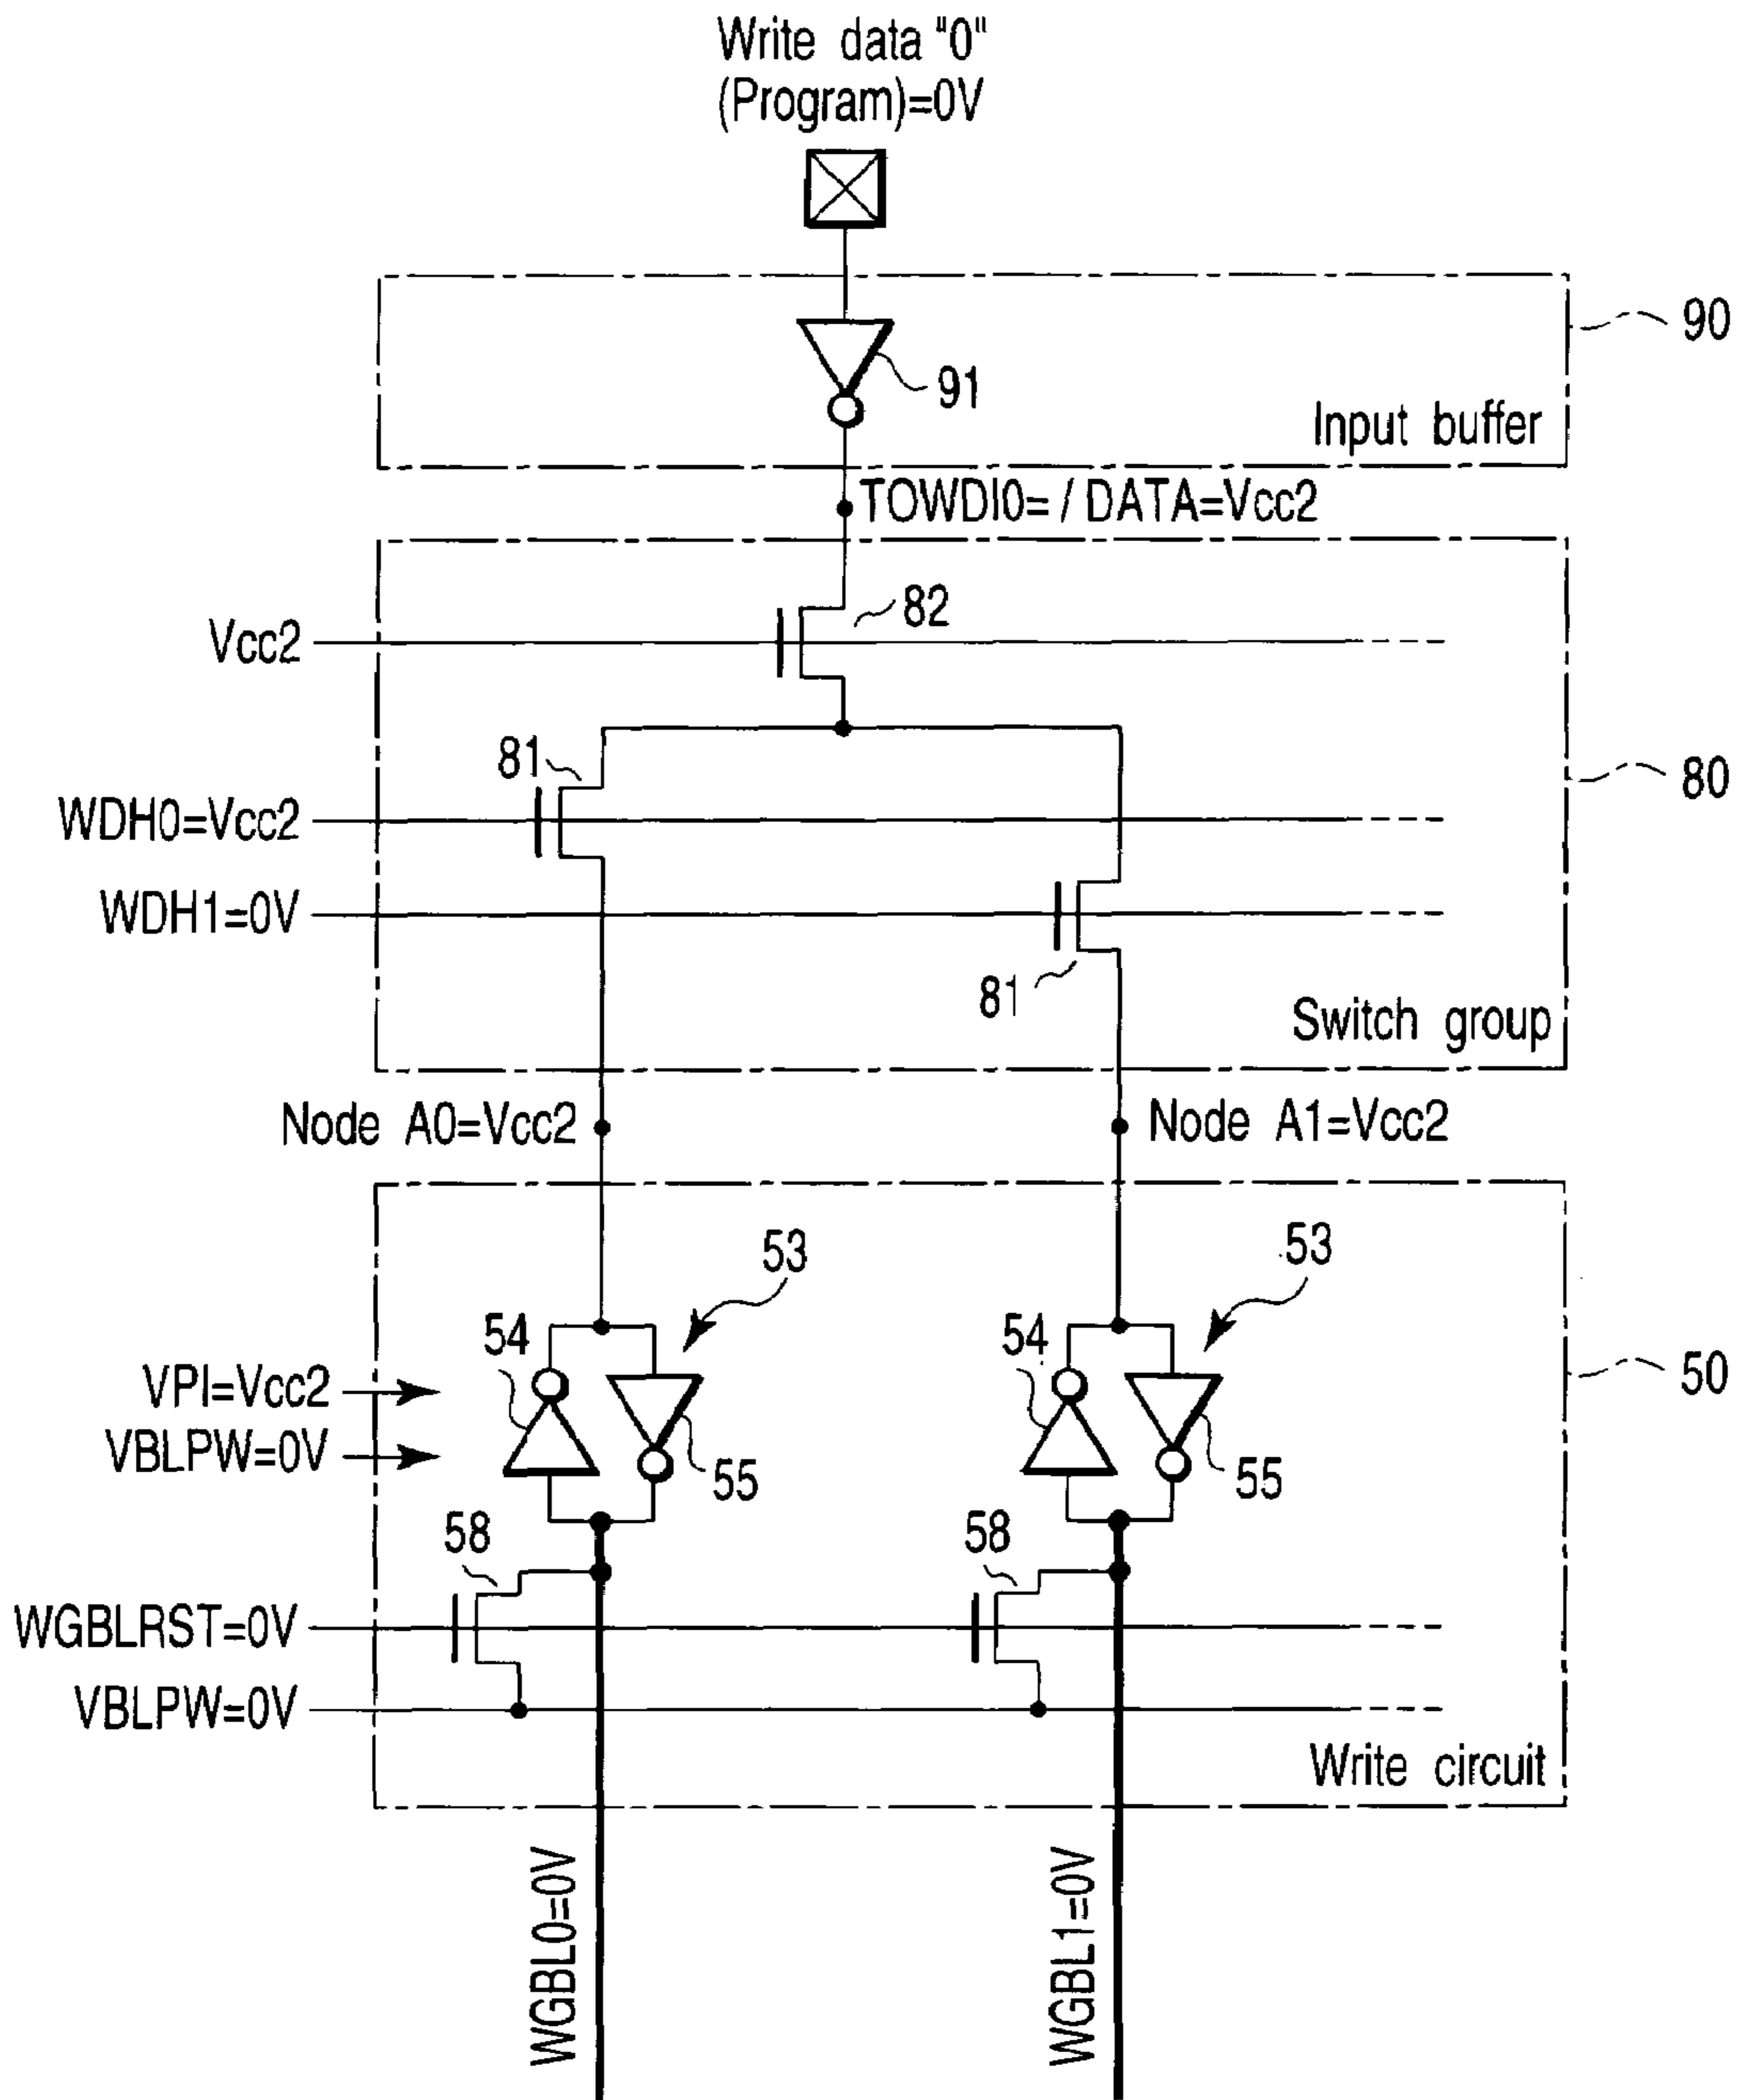 Write data "0"
(Program)=0V
90
91
Input buffer
TOWDI0= / DATA=Vcc2
82
Vcc2
81
80
WDH0=Vcc2
WDH1=0V
81
Switch group
Node A0=Vcc2
Node A1=Vcc2
53
53
54
54
50
VPI=Vcc2
VBLPW=0V
55
55
58
58
WGBLRST=0V
VBLPW=0V
Write circuit
WGBL0=0V
WGBL1=0V